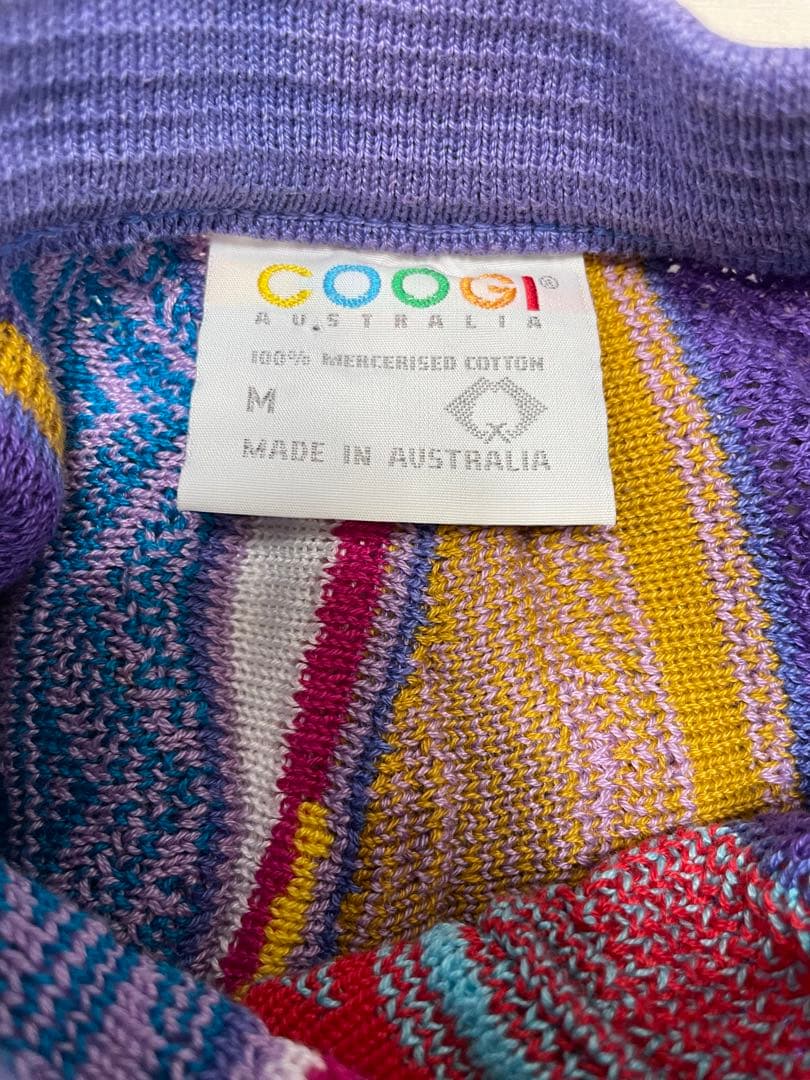 COOGI®
AUSTRALIA
100% MERCERISED COTTON
M
MADE IN AUSTRALIA